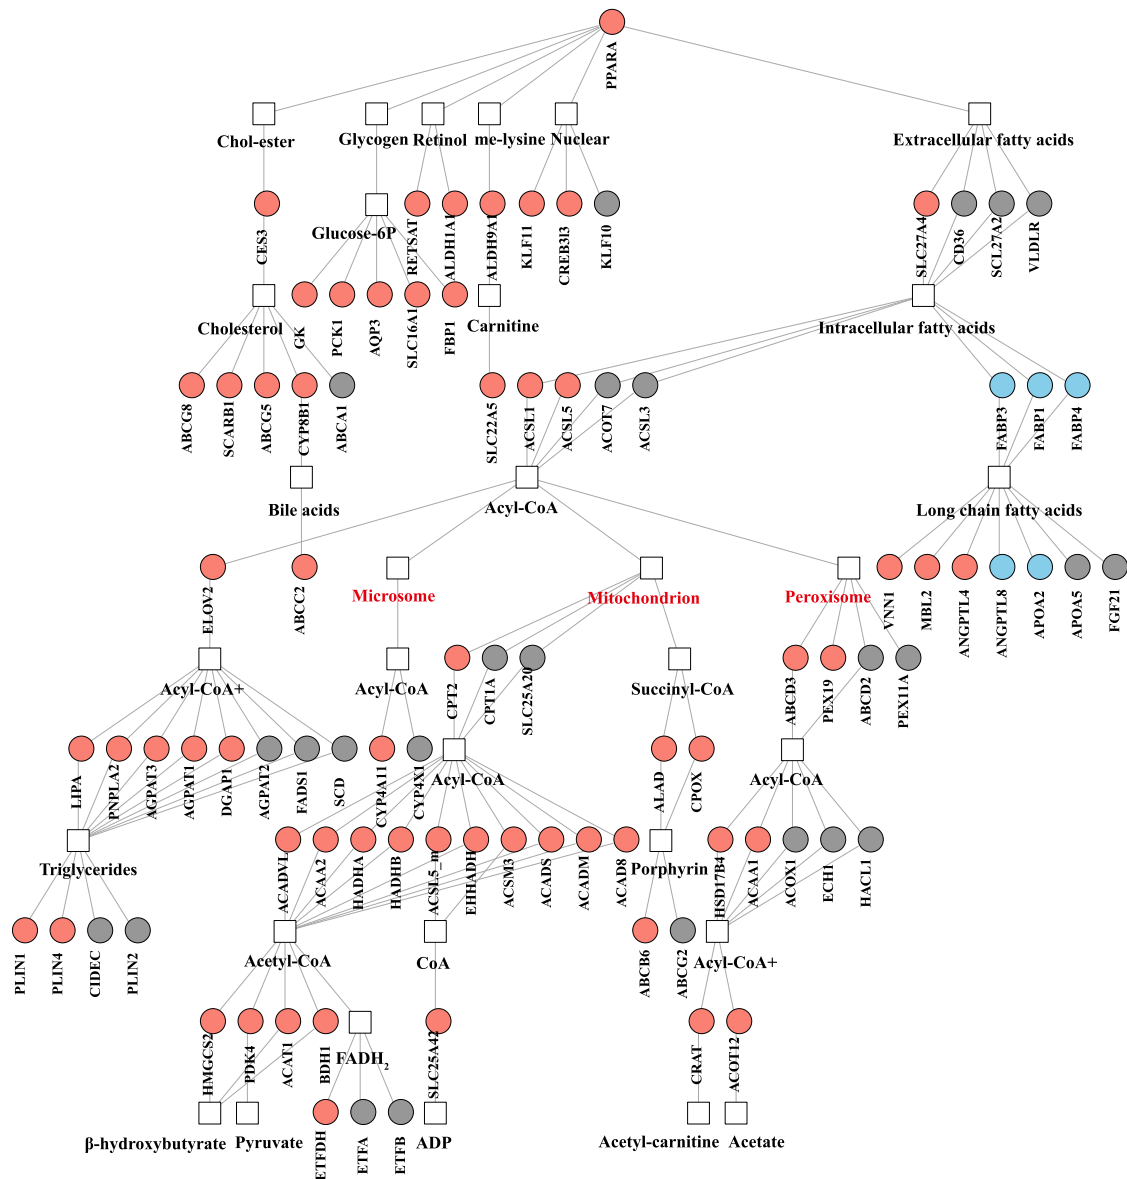 PPARA
Chol-ester
Glycogen
Retinol
me-lysine
Nuclear
Extracellular fatty acids
CES3
Glucose-6P
RETSAT
ALDH1A1
ALDH9A1
KLF11
CREB3l3
KLF10
SLC27A4
CD36
SCL27A2
VLDLR
Cholesterol
GK
PCK1
AQP3
SLC16A1
FBP1
Carnitine
Intracellular fatty acids
ABCG8
SCARB1
ABCG5
CYP8B1
ABCA1
SLC22A5
ACSL1
ACSL5
ACOT7
ACSL3
FABP3
FABP1
FABP4
Bile acids
Acyl-CoA
Long chain fatty acids
ELOV2
ABCC2
Microsome
Mitochondrion
Peroxisome
VNN1
MBL2
ANGPTL4
ANGPTL8
APOA2
APOA5
FGF21
Acyl-CoA+
Acyl-CoA
CPT2
CPT1A
SLC25A20
Succinyl-CoA
ABCD3
PEX19
ABCD2
PEX11A
LIPA
PNPLA2
AGPAT3
AGPAT1
DGAP1
AGPAT2
FADS1
SCD
CYP4A11
CYP4X1
Acyl-CoA
ALAD
CPOX
Acyl-CoA
Triglycerides
ACADVL
ACAA2
HADHA
HADHB
ACSL5_m
EHHADH
ACSM3
ACADS
ACADM
ACAD8
Porphyrin
HSD17B4
ACAA1
ACOX1
ECH1
HACL1
PLIN1
PLIN4
CIDEC
PLIN2
Acetyl-CoA
CoA
ABCB6
ABCG2
Acyl-CoA+
HMGCS2
PDK4
ACAT1
BDH1
FADH₂
SLC25A42
CRAT
ACOT12
β-hydroxybutyrate
Pyruvate
ETFDH
ETFA
ETFB
ADP
Acetyl-carnitine
Acetate